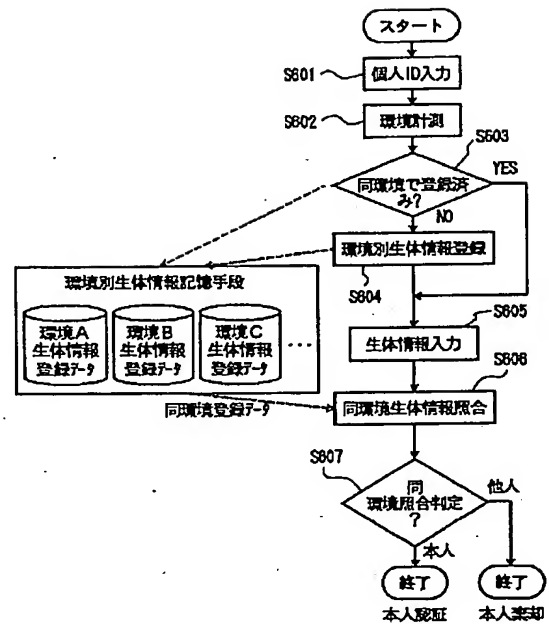 スタート
S601
個人ID入力
S602
環境計測
S603
同環境で登録済
み?
YES
NO
環境別生体情報登録
S604
環境別生体情報記憶手段
環境A
生体情報
登録データ
環境B
生体情報
登録データ
環境C
生体情報
登録データ
...
S605
生体情報入力
S606
同環境登録データ
同環境生体情報照合
S607
同
環境照合判定
?
他人
本人
終了
本人認証
終了
本人棄却